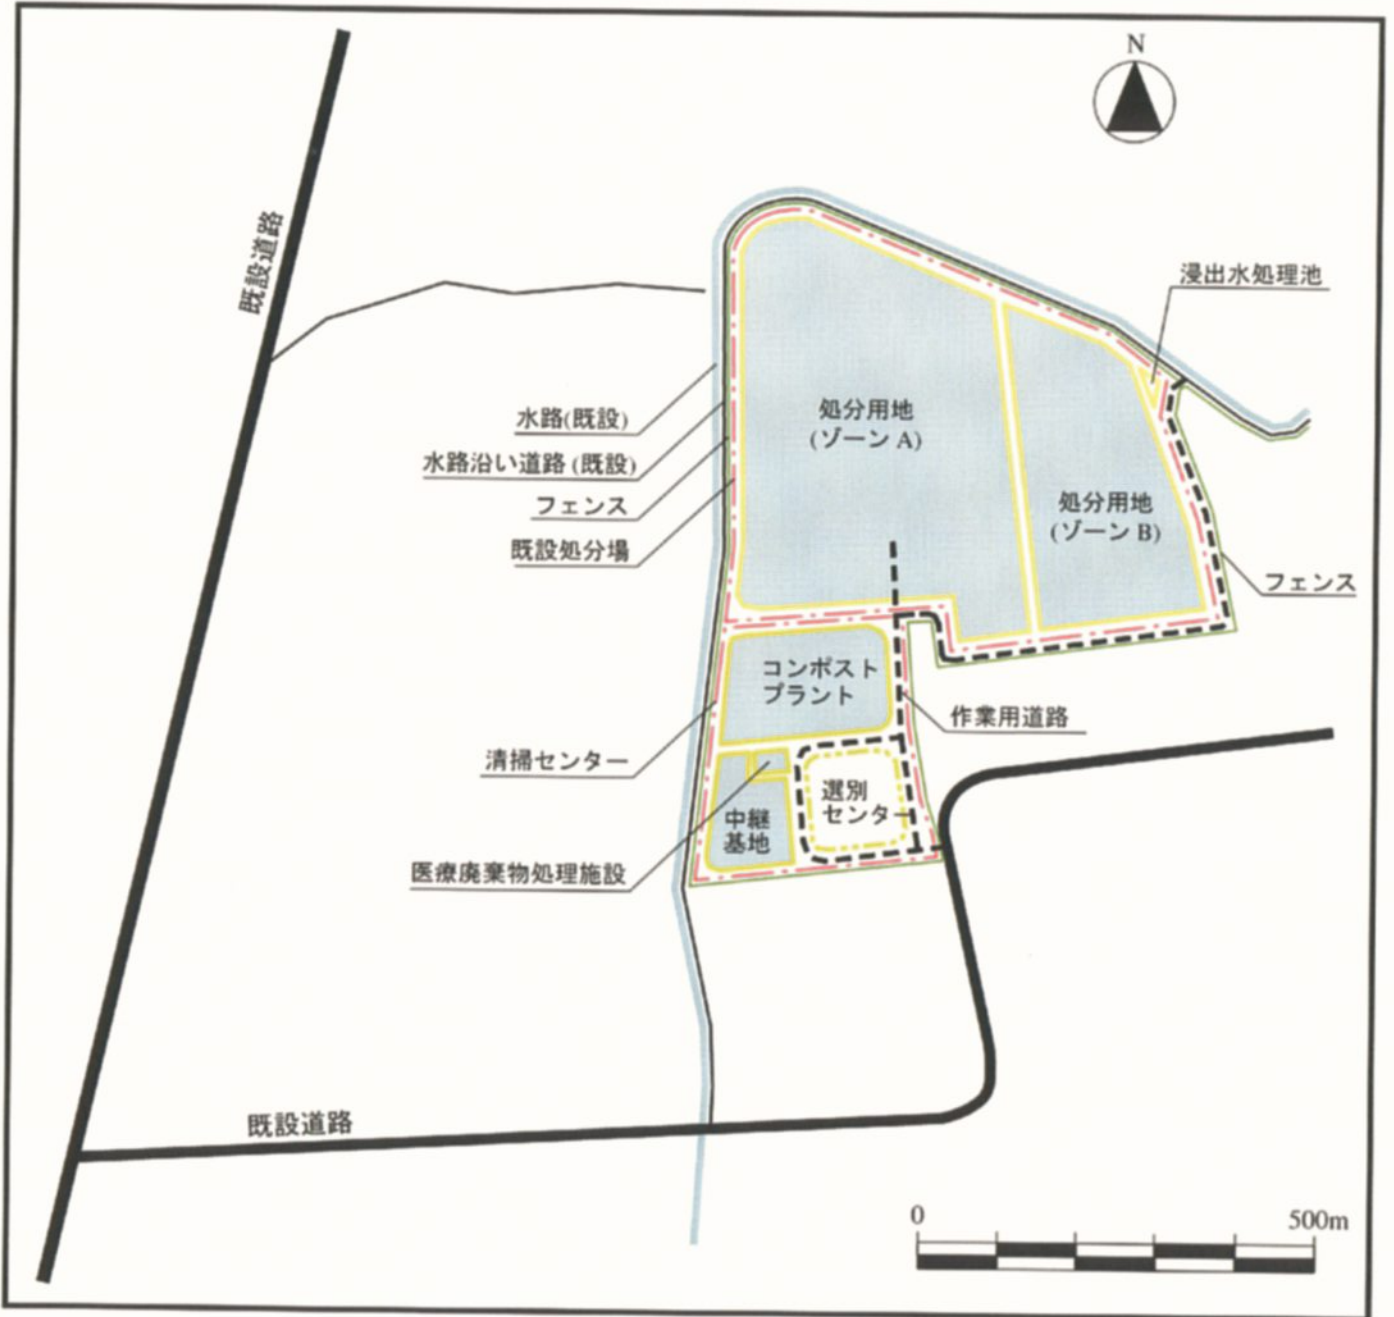 N
既設道路
浸出水処理池
処分用地
(ゾーン A)
水路(既設)
水路沿い道路 (既設)
フェンス
既設処分場
処分用地
(ゾーン B)
フェンス
コンポスト
プラント
作業用道路
清掃センター
選別
センター
中継
基地
医療廃棄物処理施設
既設道路
0
500m